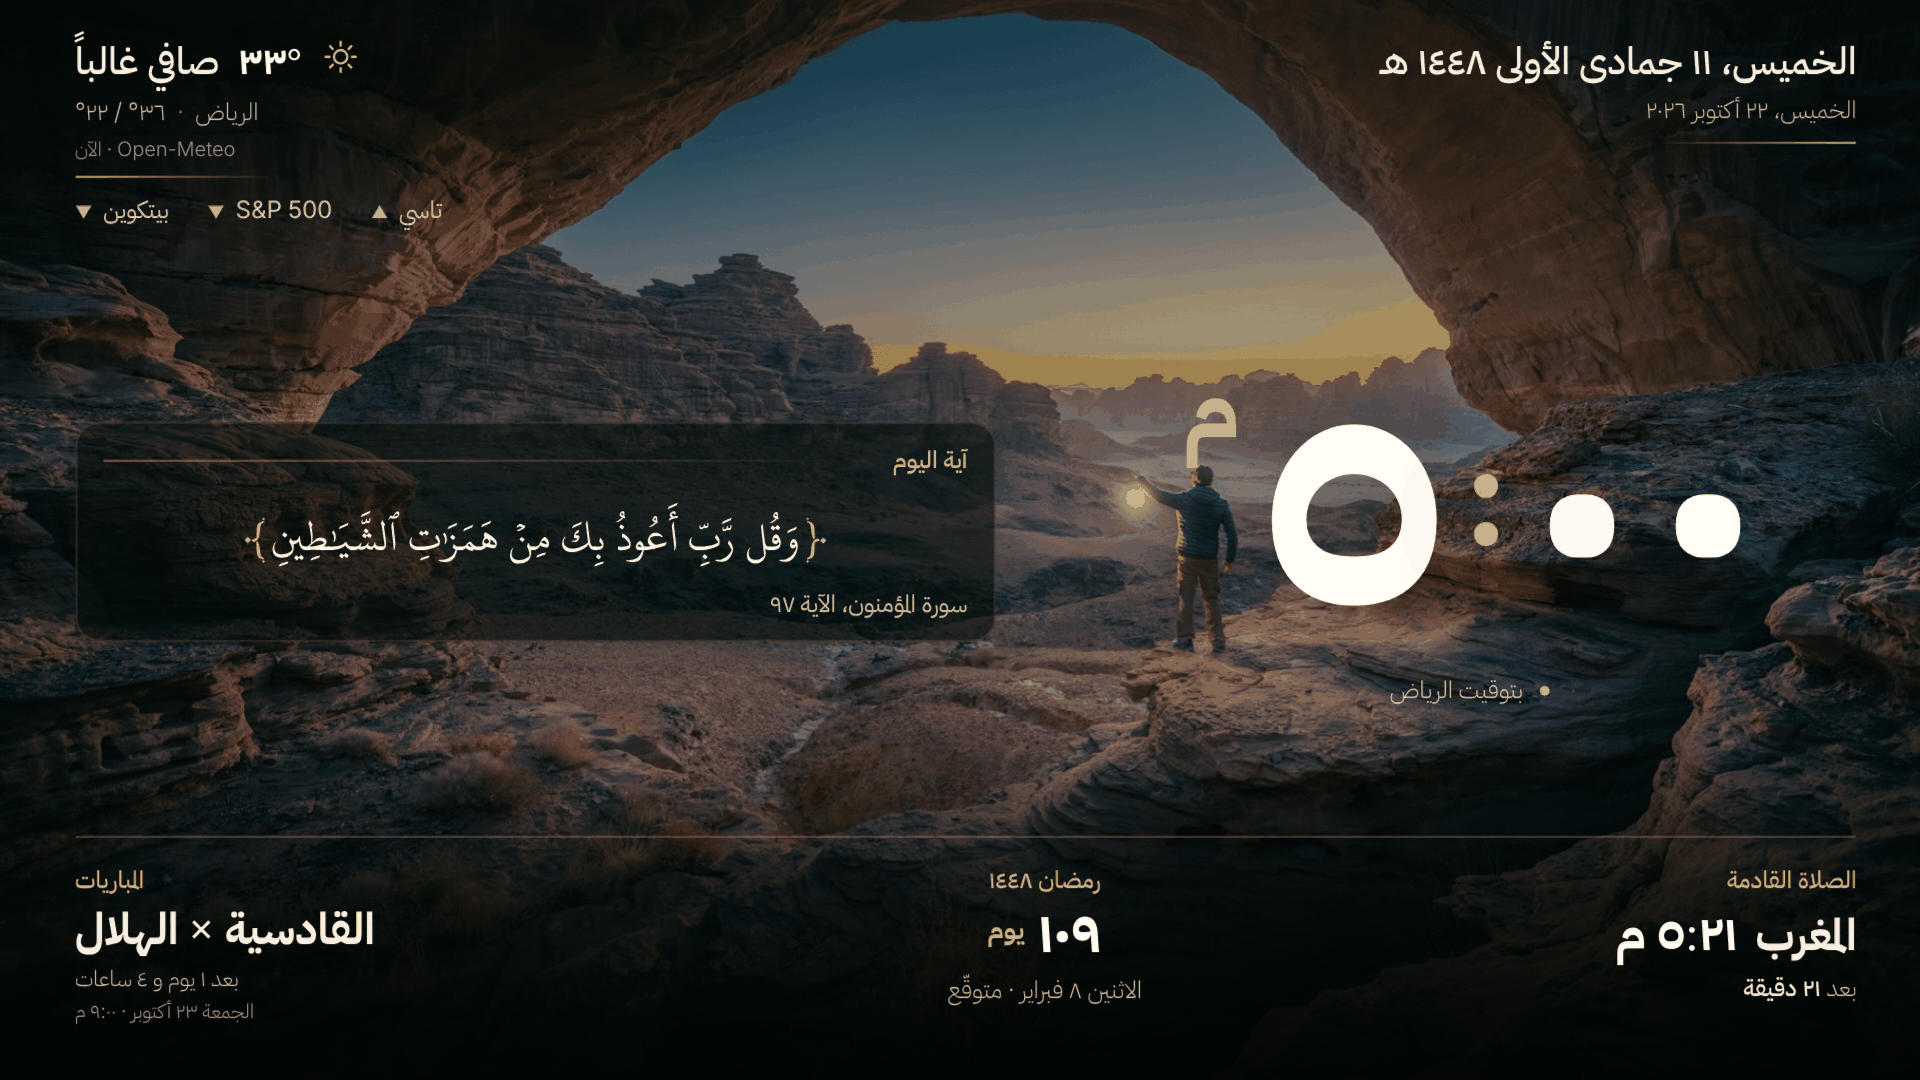 الخميس، ١١ جمادى الأولى ١٤٤٨ هـ
الخميس، ٢٢ أكتوبر ٢٠٢٦
٣٣° صافي غالباً
الرياض · ٣٦° / ٢٢°
Open-Meteo · الآن
تاسي ▲ S&P 500 ▼ بيتكوين ▼
٥:٠٠ م
بتوقيت الرياض
آية اليوم
﴿وَقُل رَّبِّ أَعُوذُ بِكَ مِنْ هَمَزَٰتِ ٱلشَّيَٰطِينِ﴾
سورة المؤمنون، الآية ٩٧
الصلاة القادمة
المغرب ٥:٢١ م
بعد ٢١ دقيقة
رمضان ١٤٤٨
١٠٩ يوم
الاثنين ٨ فبراير · متوقّع
المباريات
القادسية × الهلال
بعد ١ يوم و ٤ ساعات
الجمعة ٢٣ أكتوبر · ٩:٠٠ م